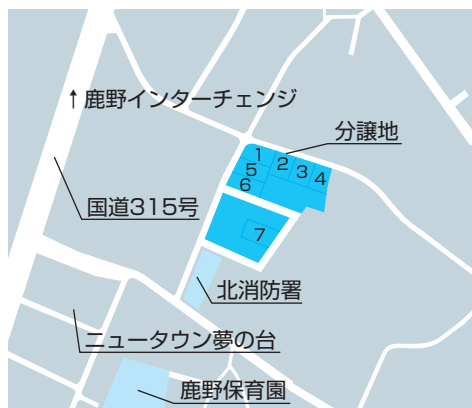 ↑鹿野インターチェンジ
分譲地
1
2
3
4
5
6
国道315号
7
北消防署
ニュータウン夢の台
鹿野保育園